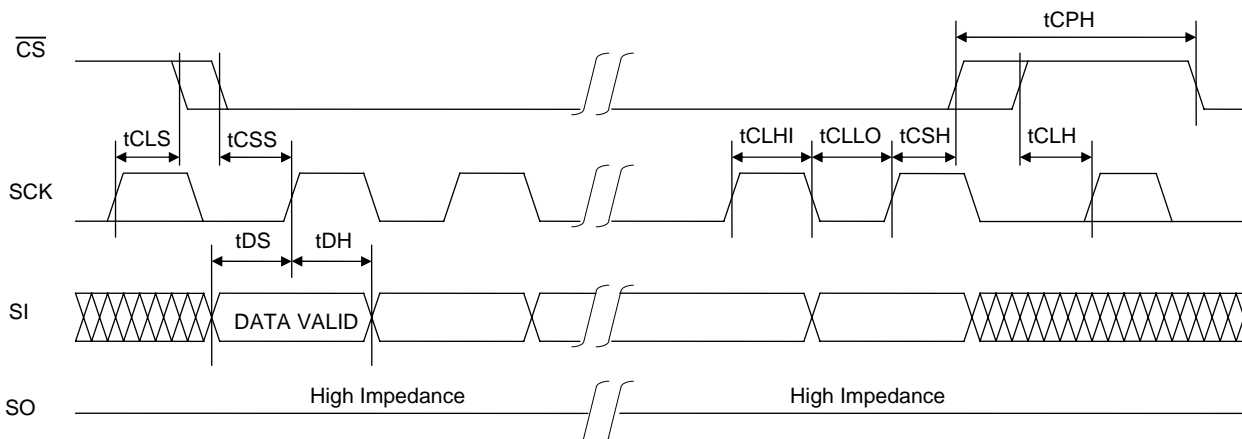 tCPH
CS
tCLS
tCSS
tCLHI
tCLLO
tCSH
tCLH
SCK
tDS
tDH
SI
DATA VALID
High Impedance
High Impedance
SO